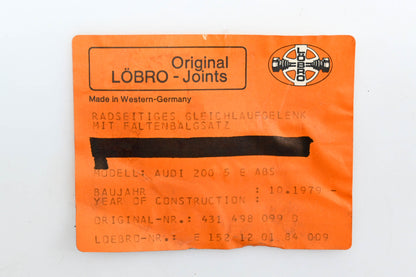 Original
LÖBRO - Joints
LÖBRO
Made in Western-Germany
RADSEITIGES GLEICHLAUFGELENK
MIT FALTENBALGSATZ
MODELL: AUDI 200 5 E ABS
BAUJAHR : 10.1979 -
YEAR OF CONSTRUCTION :
ORIGINAL-NR.: 431 498 099 D
LOEBRO-NR.: E 152 12 01 84 009